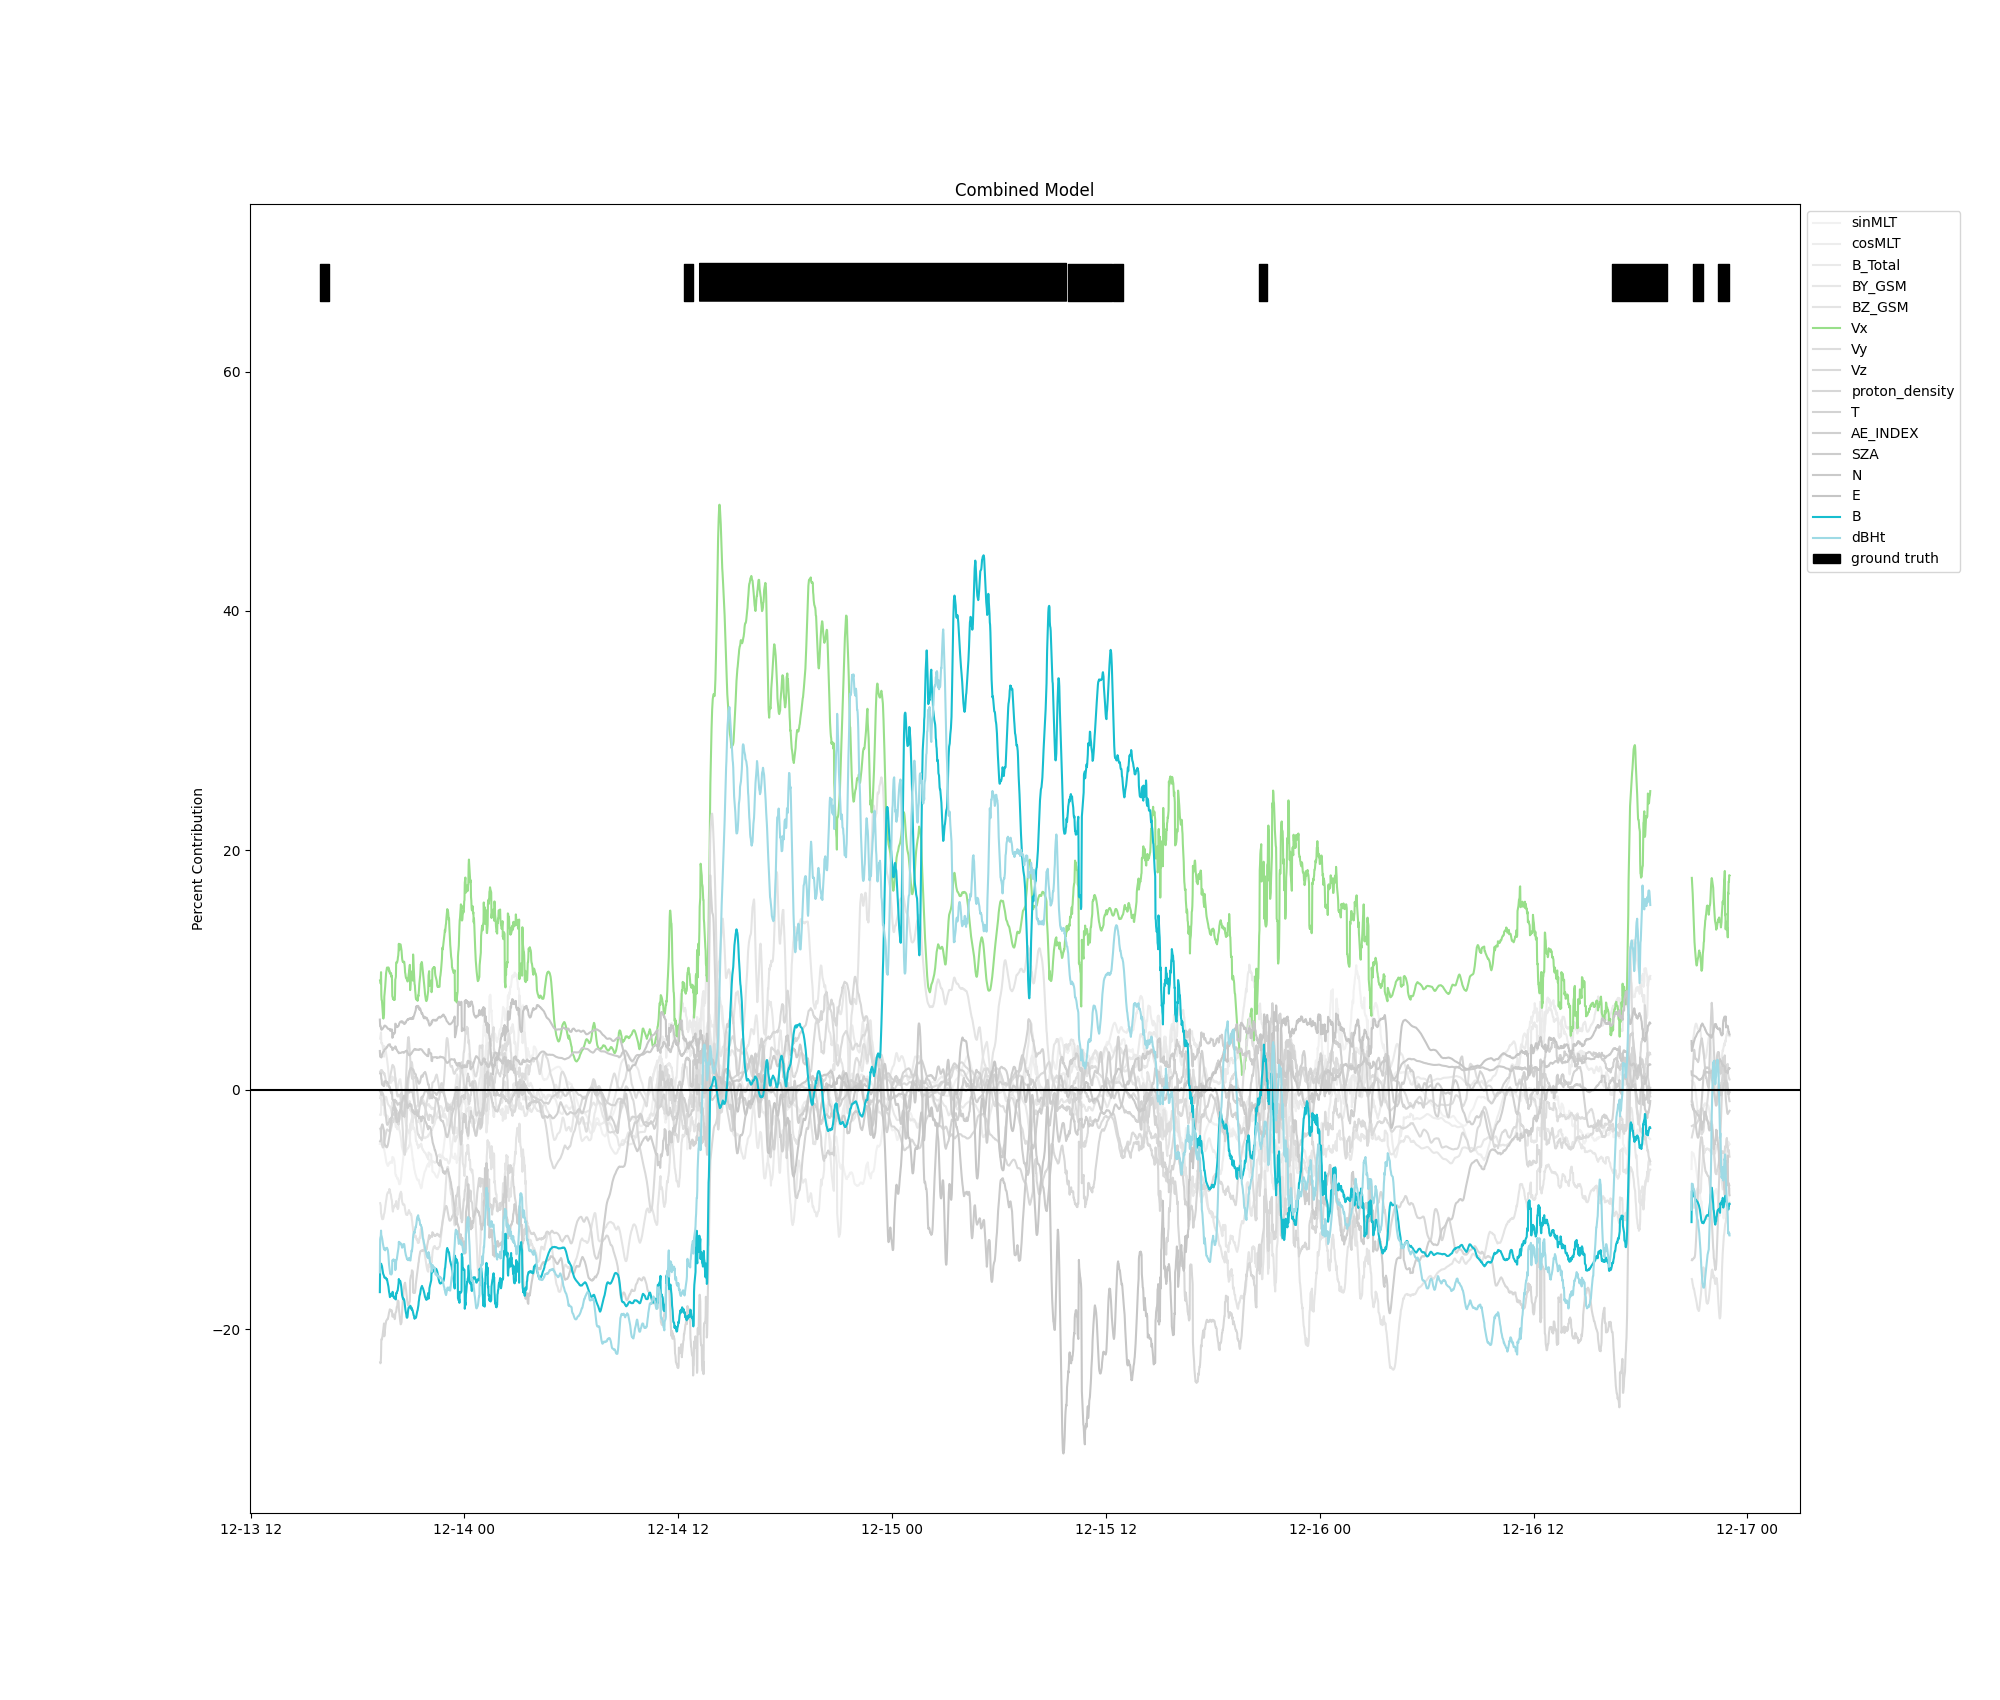 Combined Model
sinMLT
cosMLT
B_Total
BY_GSM
BZ_GSM
Vx
Vy
Vz
proton_density
T
AE_INDEX
SZA
N
E
B
dBHt
ground truth
Percent Contribution
60
40
20
0
−20
12-13 12
12-14 00
12-14 12
12-15 00
12-15 12
12-16 00
12-16 12
12-17 00